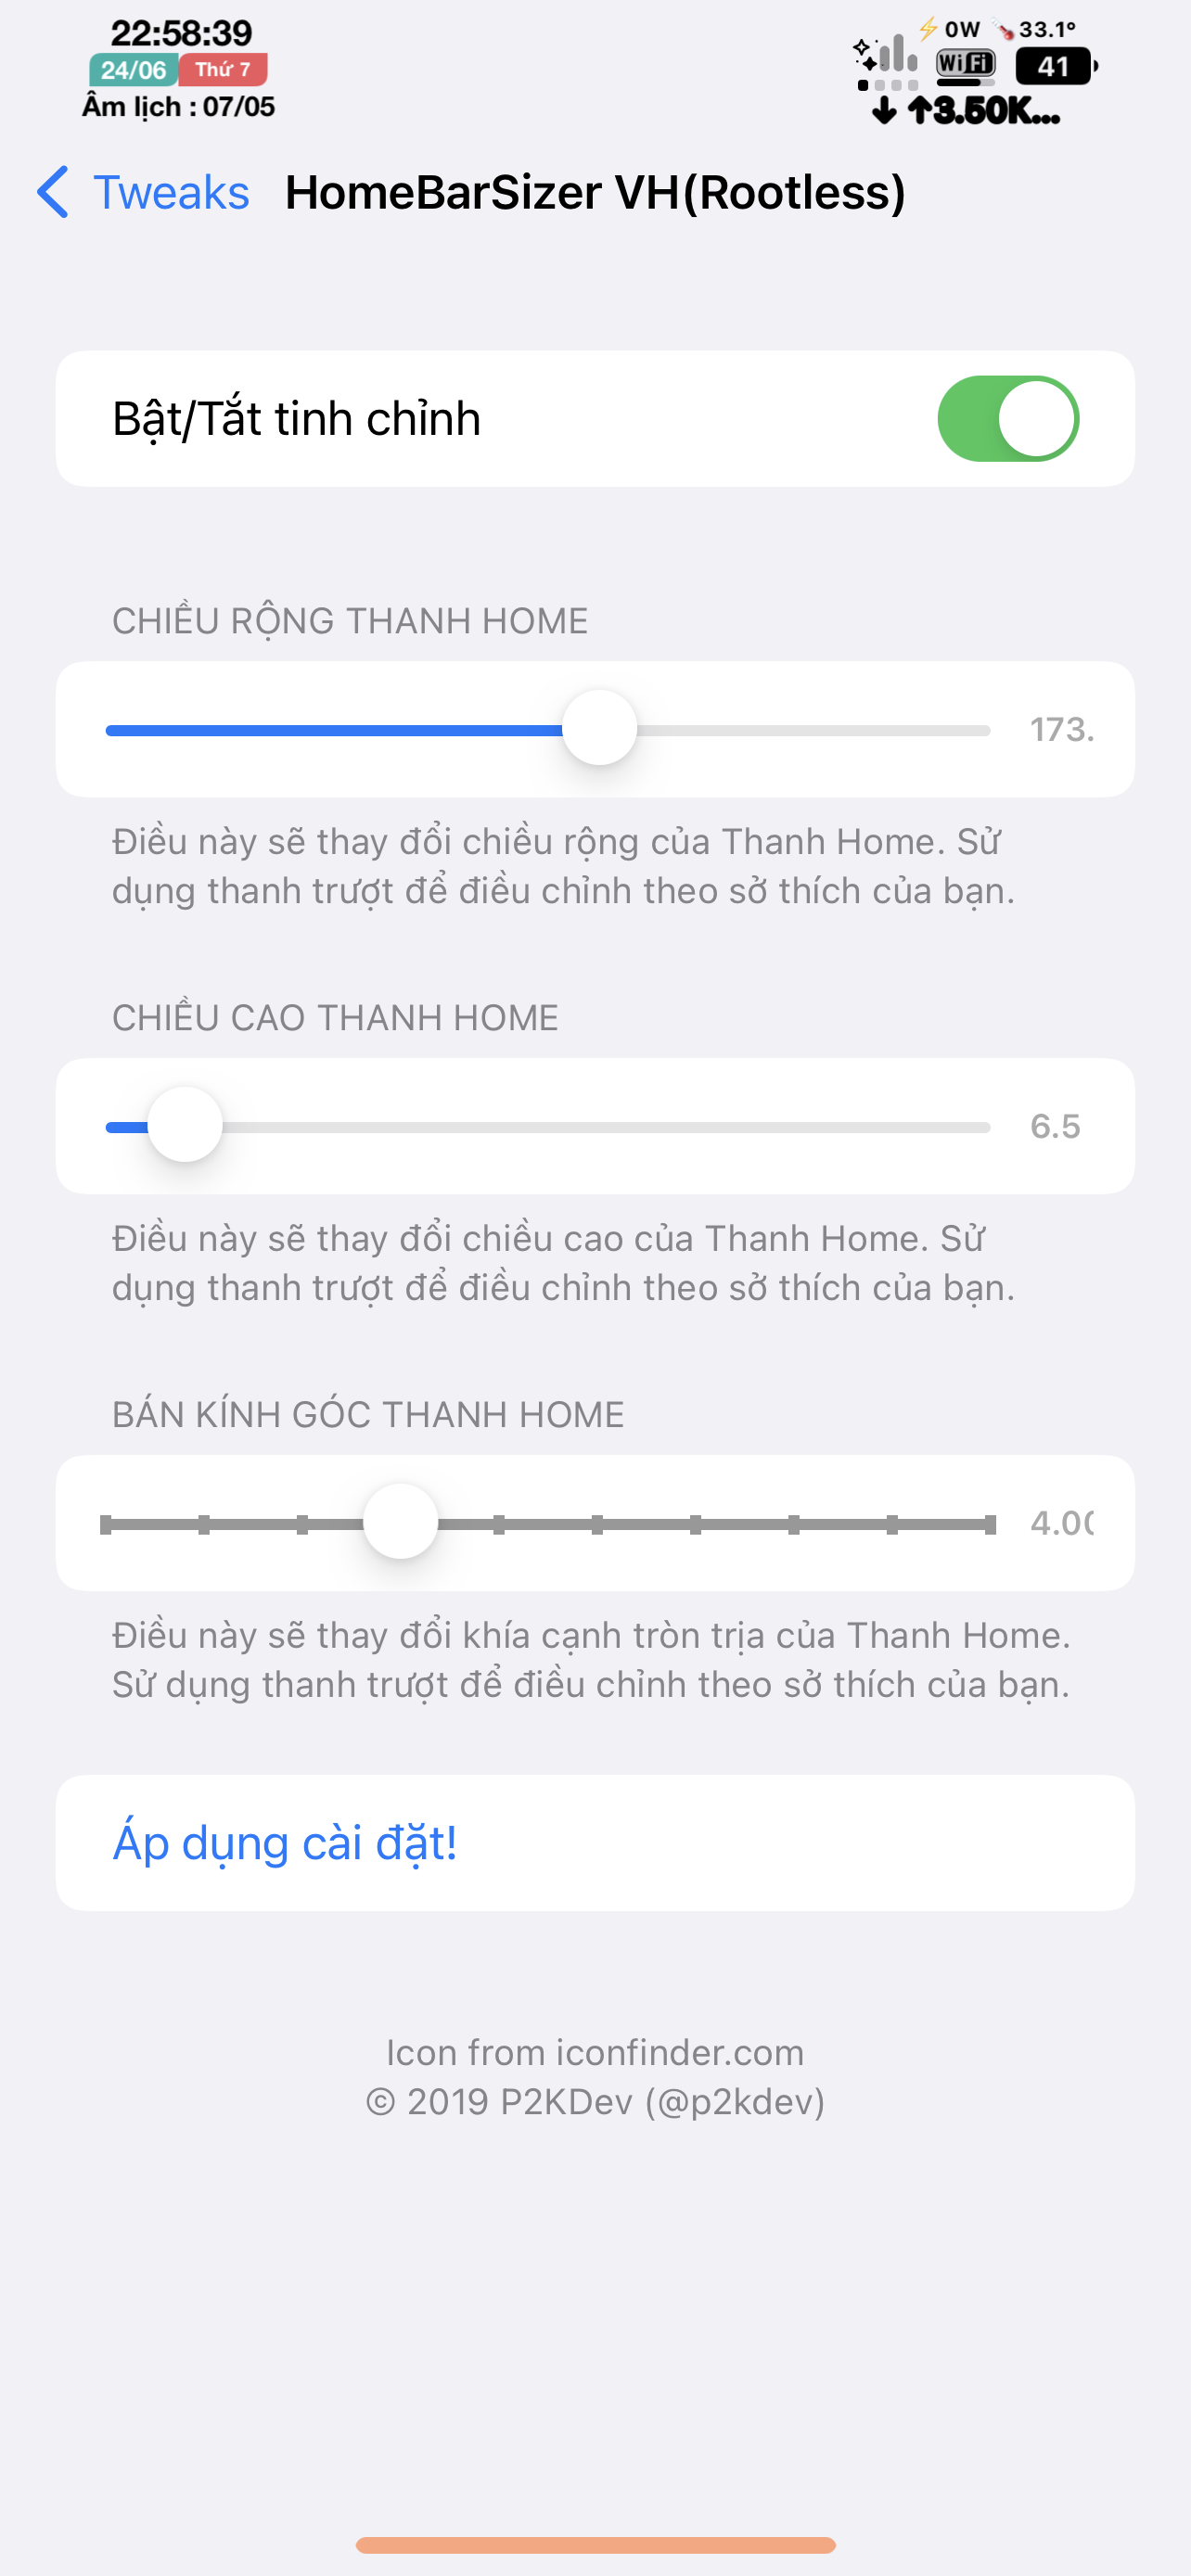 22:58:39
⚡0W 33.1°
24/06 Thứ 7
WiFi 41
Âm lịch : 07/05
↓ ↑3.50K...
Tweaks HomeBarSizer VH(Rootless)
Bật/Tắt tinh chỉnh
CHIỀU RỘNG THANH HOME
173.
Điều này sẽ thay đổi chiều rộng của Thanh Home. Sử
dụng thanh trượt để điều chỉnh theo sở thích của bạn.
CHIỀU CAO THANH HOME
6.5
Điều này sẽ thay đổi chiều cao của Thanh Home. Sử
dụng thanh trượt để điều chỉnh theo sở thích của bạn.
BÁN KÍNH GÓC THANH HOME
4.00
Điều này sẽ thay đổi khía cạnh tròn trịa của Thanh Home.
Sử dụng thanh trượt để điều chỉnh theo sở thích của bạn.
Áp dụng cài đặt!
Icon from iconfinder.com
© 2019 P2KDev (@p2kdev)